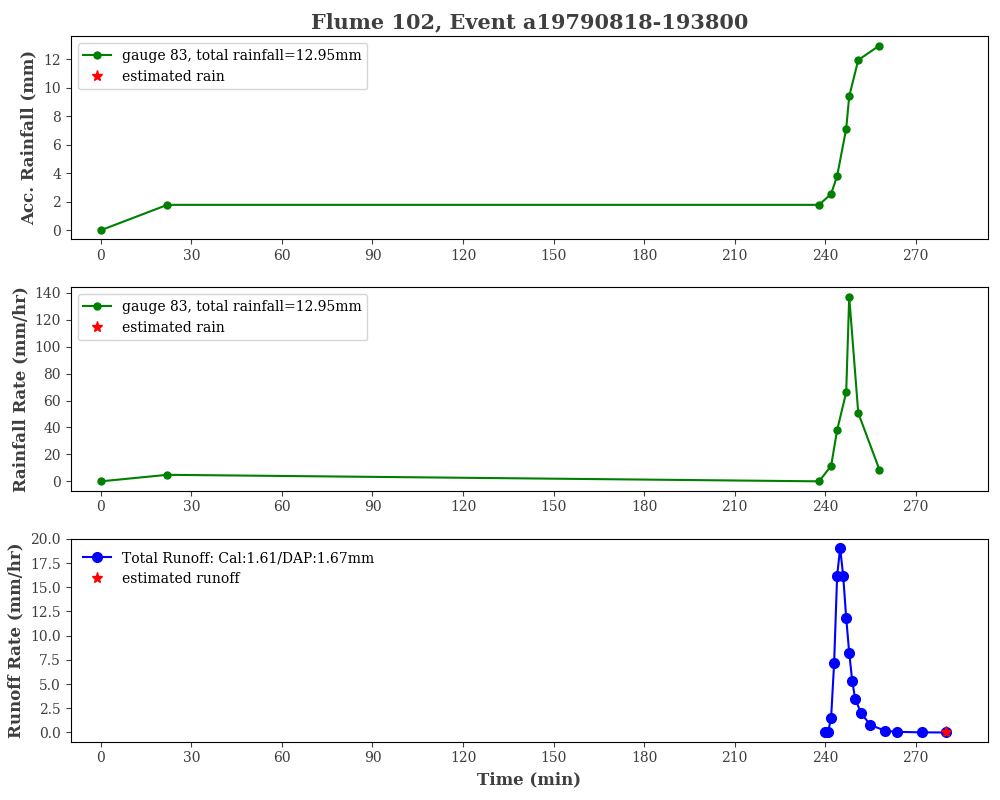 Flume 102, Event a19790818-193800
Acc. Rainfall (mm)
12
10
8
6
4
2
0
gauge 83, total rainfall=12.95mm
estimated rain
0 30 60 90 120 150 180 210 240 270
Rainfall Rate (mm/hr)
140
120
100
80
60
40
20
0
gauge 83, total rainfall=12.95mm
estimated rain
0 30 60 90 120 150 180 210 240 270
Runoff Rate (mm/hr)
20.0
17.5
15.0
12.5
10.0
7.5
5.0
2.5
0.0
Total Runoff: Cal:1.61/DAP:1.67mm
estimated runoff
0 30 60 90 120 150 180 210 240 270
Time (min)